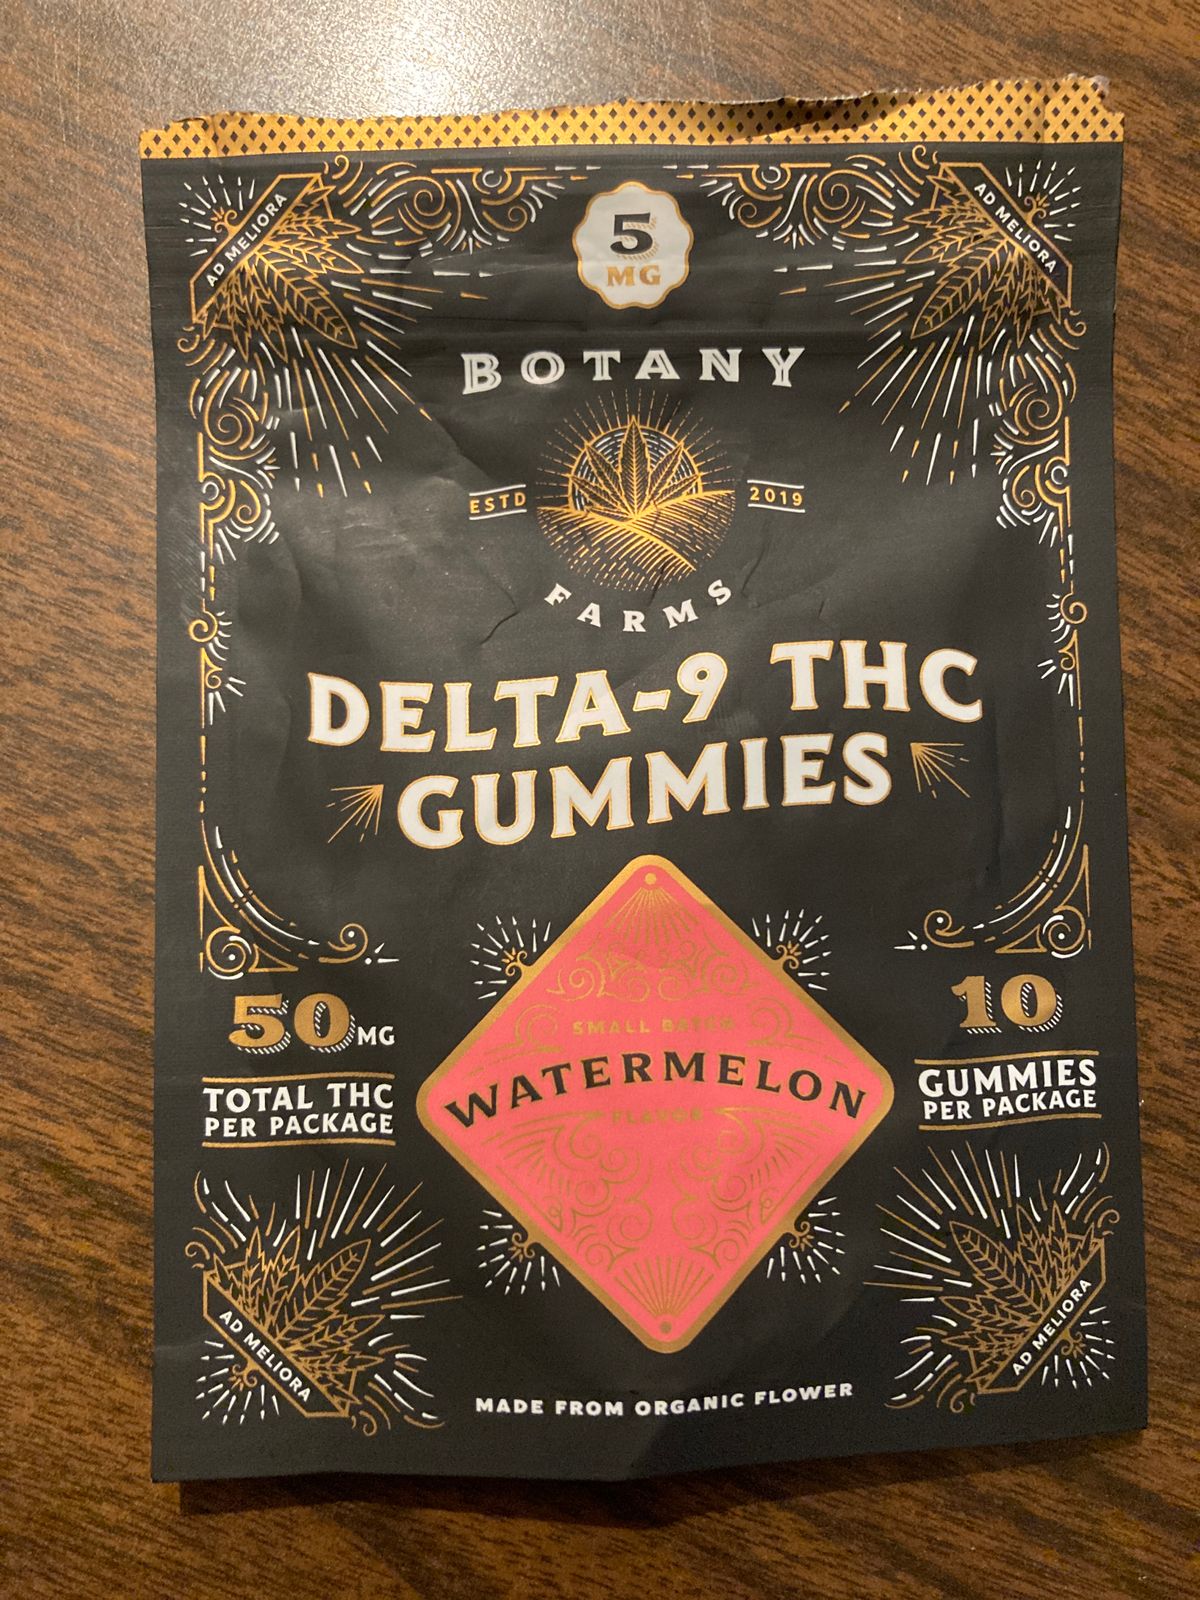 AD MELIORA
AD MELIORA
5
MG
BOTANY
ESTD
2019
FARMS
DELTA-9 THC
GUMMIES
50MG
TOTAL THC
PER PACKAGE
10
GUMMIES
PER PACKAGE
SMALL BATCH
WATERMELON
FLAVOR
AD MELIORA
AD MELIORA
MADE FROM ORGANIC FLOWER